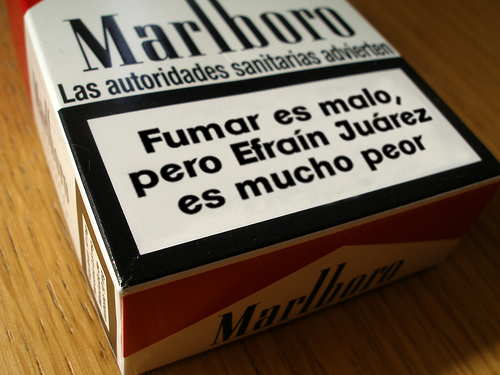 Marlboro
Las autoridades sanitarias advierten
Fumar es malo,
pero Efraín Juárez
es mucho peor
Marlboro